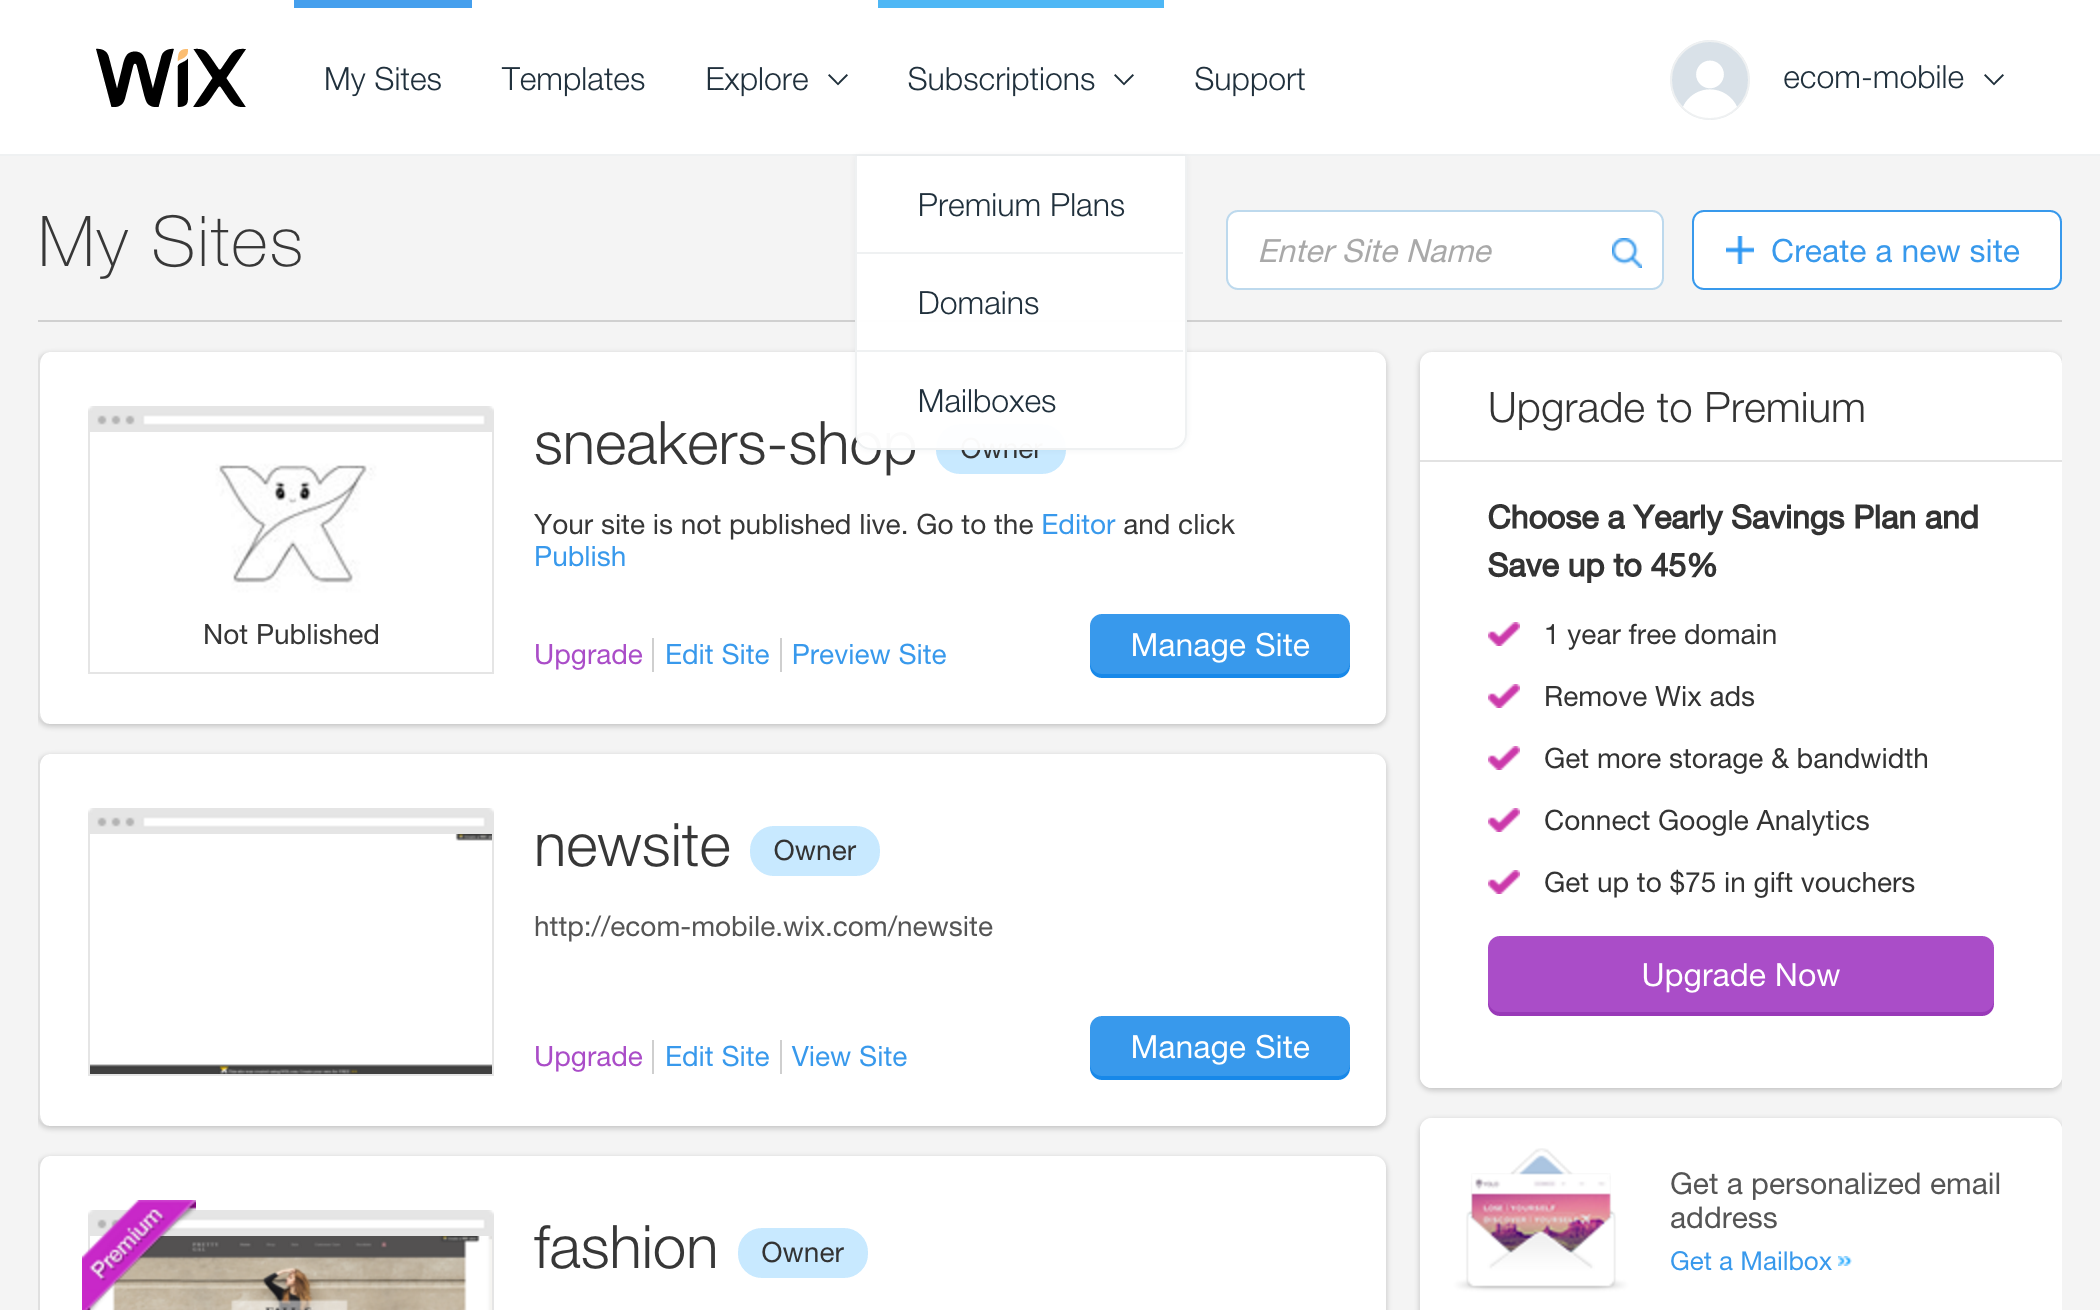 WiX
My Sites
Templates
Explore
Subscriptions
Support
ecom-mobile
Premium Plans
Domains
Mailboxes
My Sites
Enter Site Name
+ Create a new site
sneakers-shop
Owner
Not Published
Your site is not published live. Go to the Editor and click
Publish
Upgrade | Edit Site | Preview Site
Manage Site
newsite
Owner
http://ecom-mobile.wix.com/newsite
Upgrade | Edit Site | View Site
Manage Site
Premium
fashion
Owner
Upgrade to Premium
Choose a Yearly Savings Plan and
Save up to 45%
1 year free domain
Remove Wix ads
Get more storage & bandwidth
Connect Google Analytics
Get up to $75 in gift vouchers
Upgrade Now
LOSE YOURSELF
DISCOVER YOURSELF
Get a personalized email
address
Get a Mailbox »